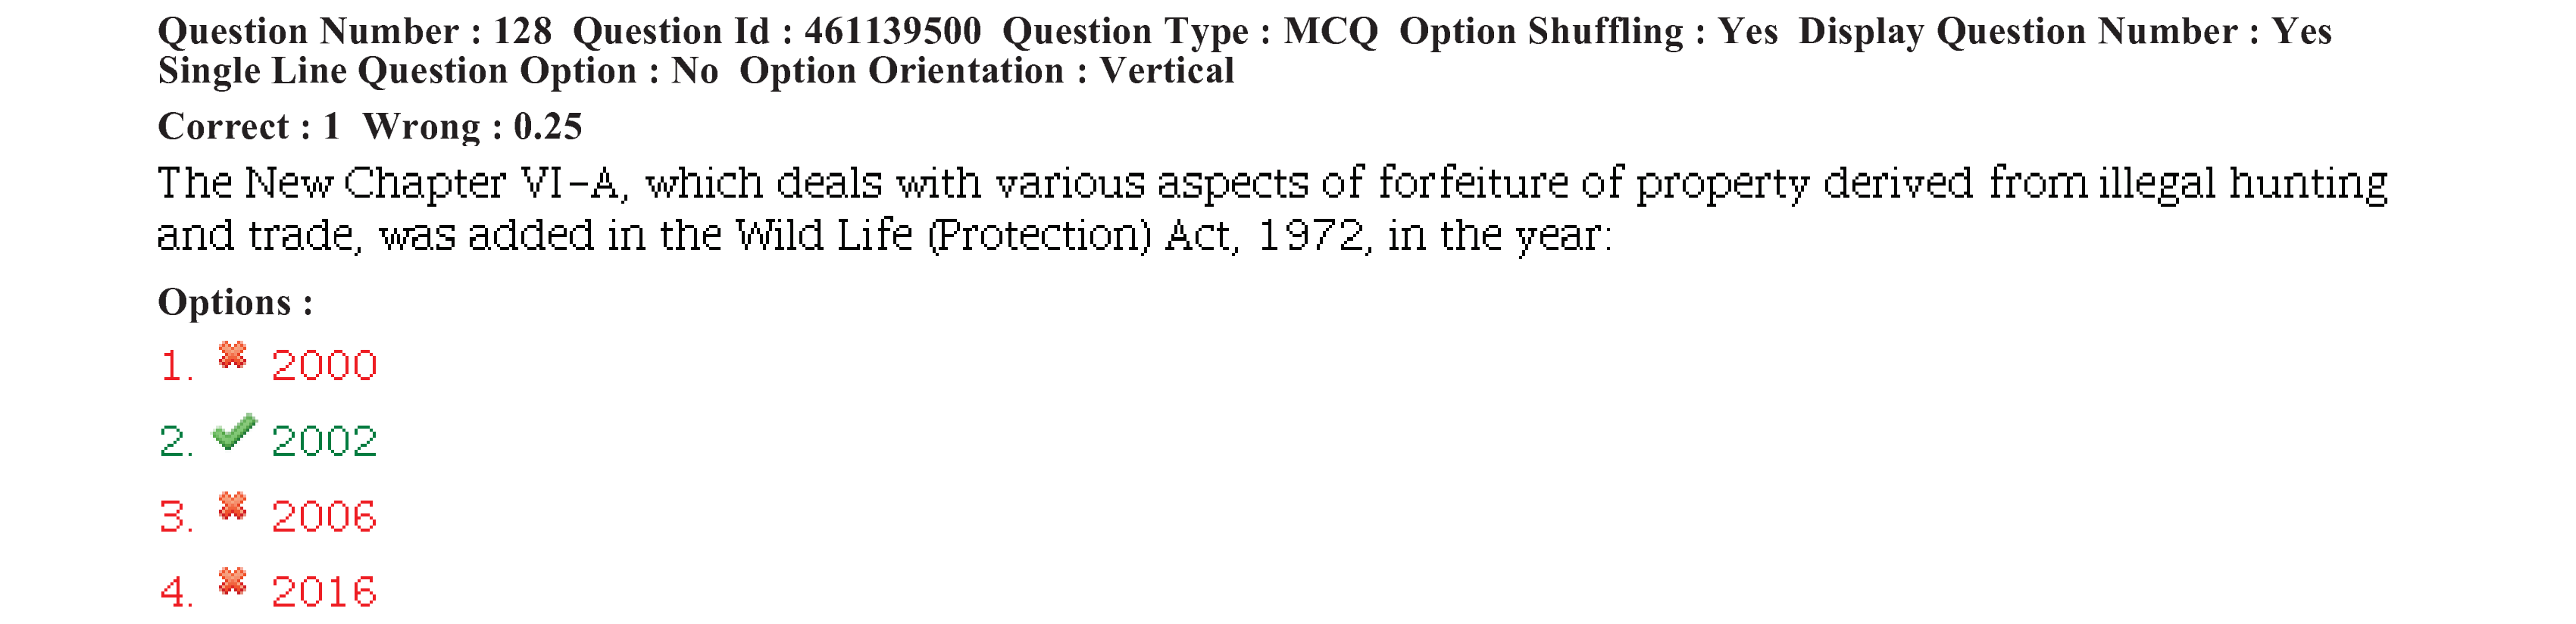 Question Number : 128 Question Id : 461139500 Question Type : MCQ Option Shuffling : Yes Display Question Number : Yes
Single Line Question Option : No Option Orientation : Vertical
Correct : 1 Wrong : 0.25
The New Chapter VI-A, which deals with various aspects of forfeiture of property derived from illegal hunting
and trade, was added in the Wild Life (Protection) Act, 1972, in the year:
Options :
1. 2000
2. 2002
3. 2006
4. 2016